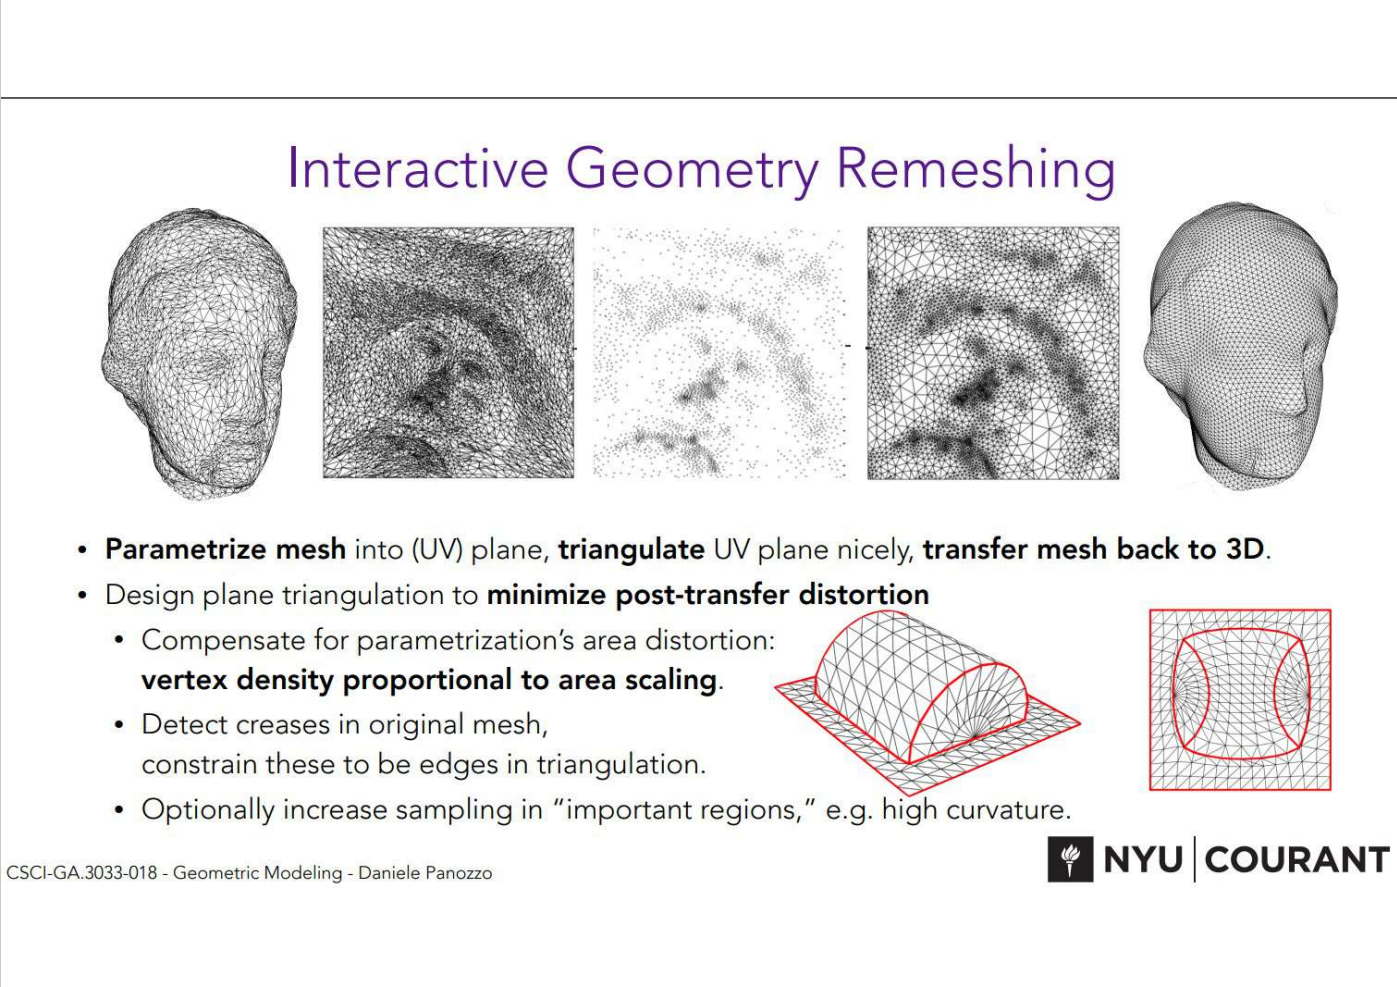 Interactive Geometry Remeshing
• Parametrize mesh into (UV) plane, triangulate UV plane nicely, transfer mesh back to 3D.
• Design plane triangulation to minimize post-transfer distortion
• Compensate for parametrization's area distortion:
vertex density proportional to area scaling.
• Detect creases in original mesh,
constrain these to be edges in triangulation.
• Optionally increase sampling in “important regions,” e.g. high curvature.
CSCI-GA.3033-018 - Geometric Modeling - Daniele Panozzo
NYU | COURANT